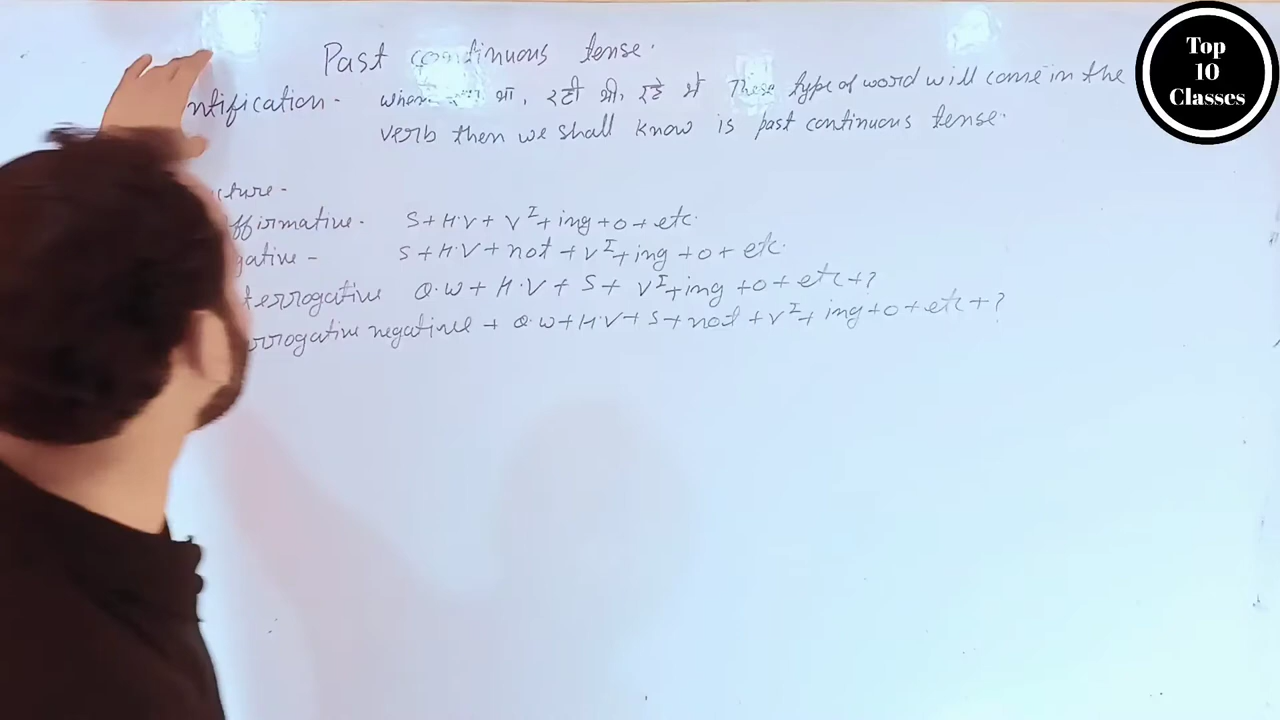 Past continuous tense.
ntification - था, रही थी, रहे थे These type of word will come in the
verb then we shall know is past continuous tense.
cture -
ffirmative - S + H.V + V^I + ing + o + etc.
gative - S + H.V + not + V^I + ing + o + etc.
terrogative Q.W + H.V + S + V^I + ing + o + etc + ?
rrogative negative + Q.W + H.V + S + not + V^I + ing + o + etc + ?
Top
10
Classes